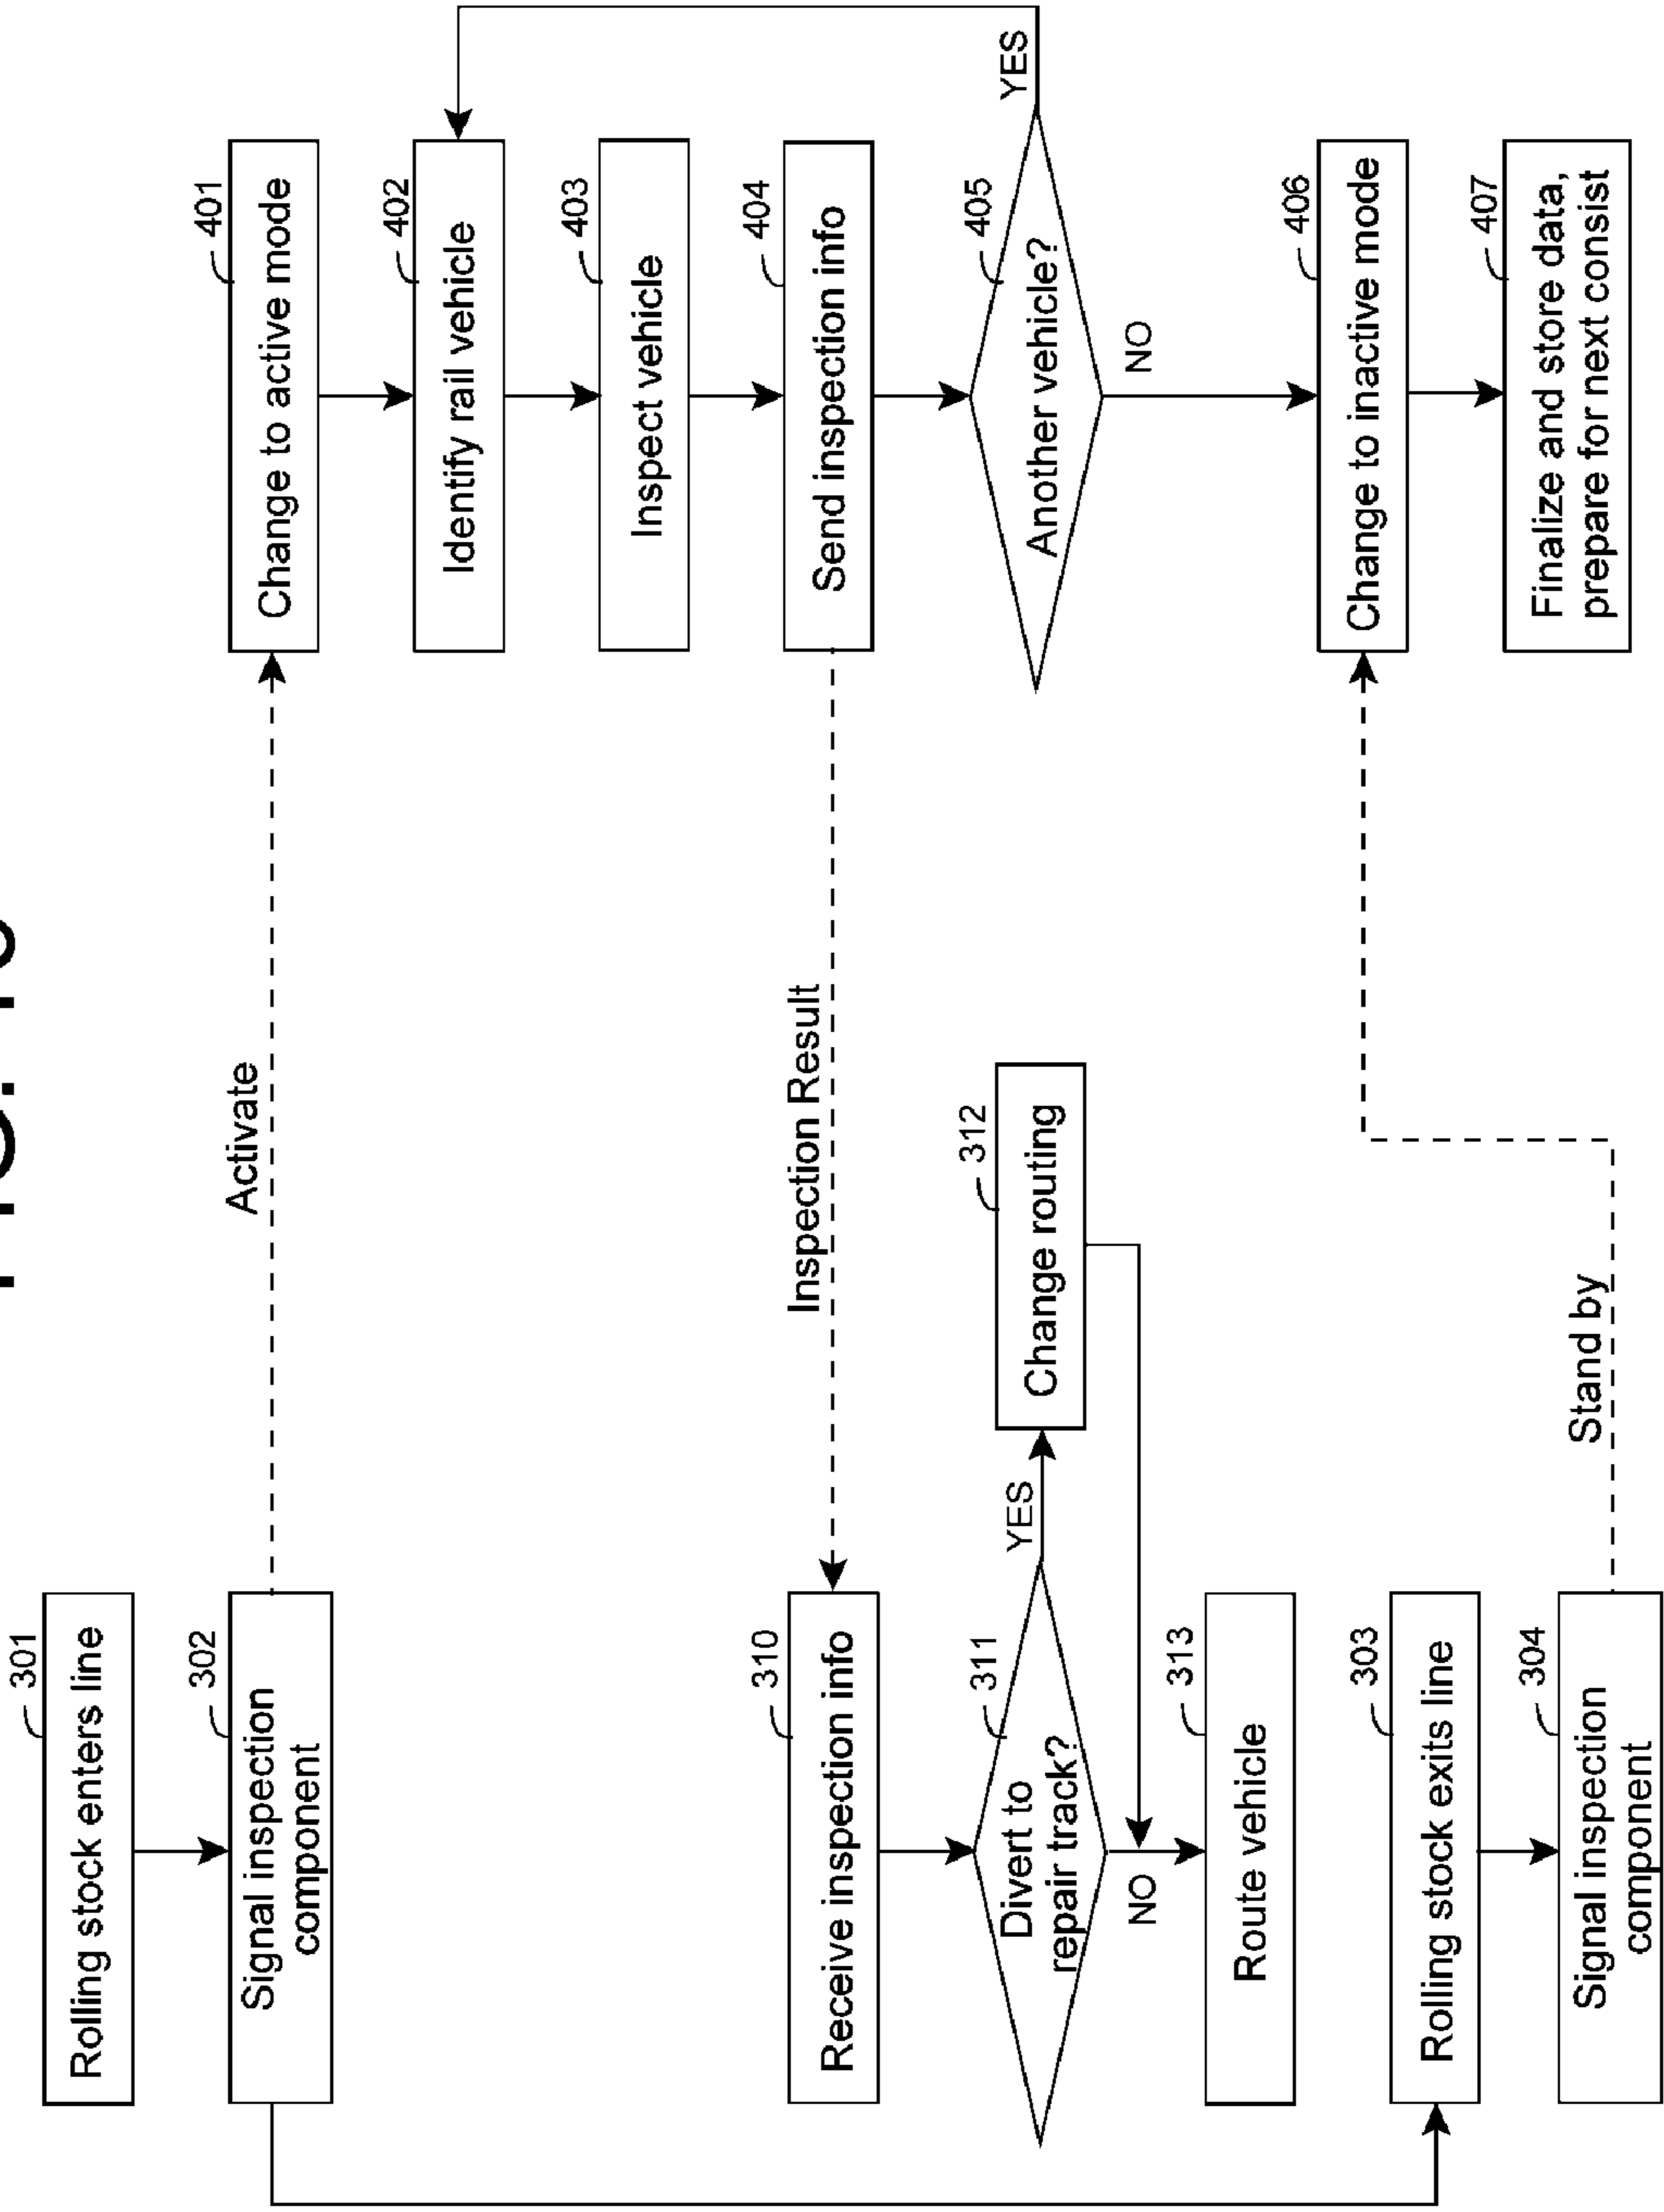 301
Rolling stock enters line
302
Signal inspection
component
Activate
401
Change to active mode
402
Identify rail vehicle
403
Inspect vehicle
404
Send inspection info
Inspection Result
310
Receive inspection info
311
Divert to
repair track?
YES
NO
312
Change routing
313
Route vehicle
405
Another vehicle?
YES
NO
303
Rolling stock exits line
304
Signal inspection
component
Stand by
406
Change to inactive mode
407
Finalize and store data,
prepare for next consist